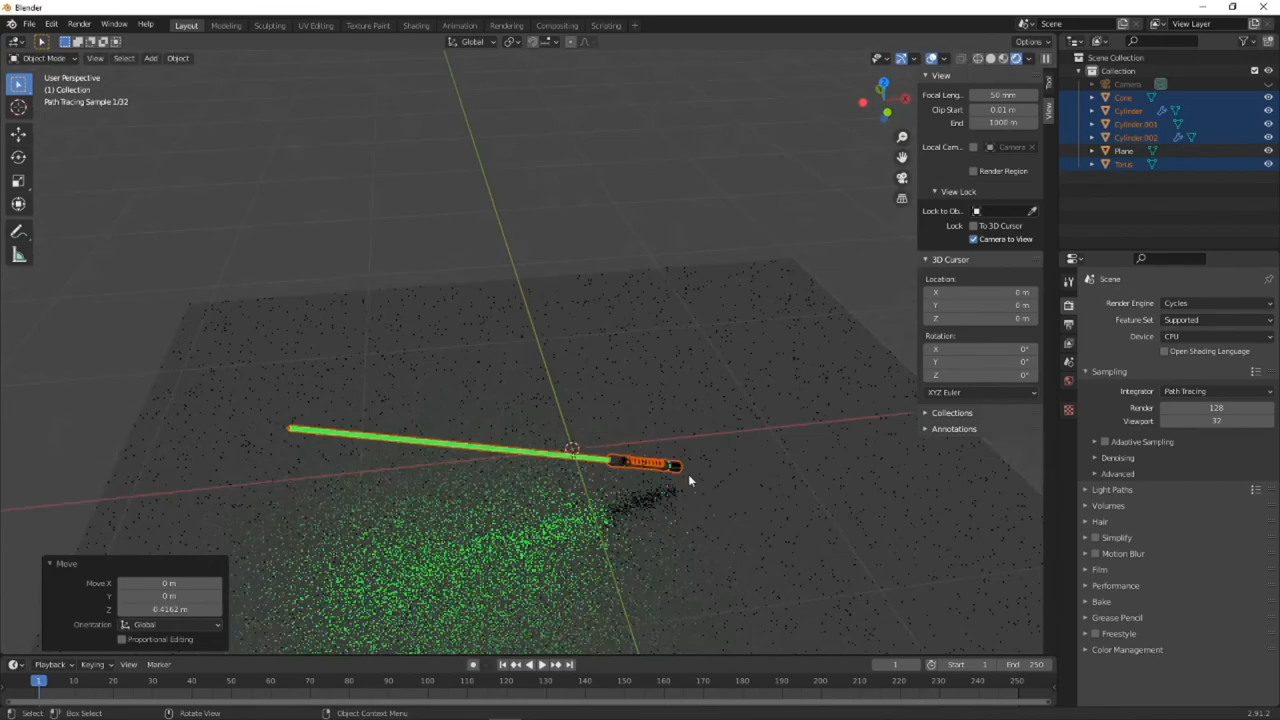 Blender
File Edit Render Window Help Layout Modeling Sculpting UV Editing Texture Paint Shading Animation Rendering Compositing Scripting + Scene View Layer
Global Options
Object Mode View Select Add Object
User Perspective
(1) Collection
Path Tracing Sample 1/32
View
Focal Leng.. 50 mm
Clip Start 0.01 m
End 1000 m
Local Cam.. Camera
Render Region
View Lock
Lock to Ob..
Lock To 3D Cursor
Camera to View
3D Cursor
Location:
X 0 m
Y 0 m
Z 0 m
Rotation:
X 0°
Y 0°
Z 0°
XYZ Euler
Collections
Annotations
Tool
View
Scene Collection
Collection
Camera
Cone
Cylinder
Cylinder.001
Cylinder.002
Plane
Torus
Scene
Render Engine Cycles
Feature Set Supported
Device CPU
Open Shading Language
Sampling
Integrator Path Tracing
Render 128
Viewport 32
Adaptive Sampling
Denoising
Advanced
Light Paths
Volumes
Hair
Simplify
Motion Blur
Film
Performance
Bake
Grease Pencil
Freestyle
Color Management
Move
Move X 0 m
Y 0 m
Z -0.4162 m
Orientation Global
Proportional Editing
Playback Keying View Marker 1 Start 1 End 250
1 10 20 30 40 50 60 70 80 90 100 110 120 130 140 150 160 170 180 190 200 210 220 230 240 250
Select Box Select Rotate View Object Context Menu 2.91.2